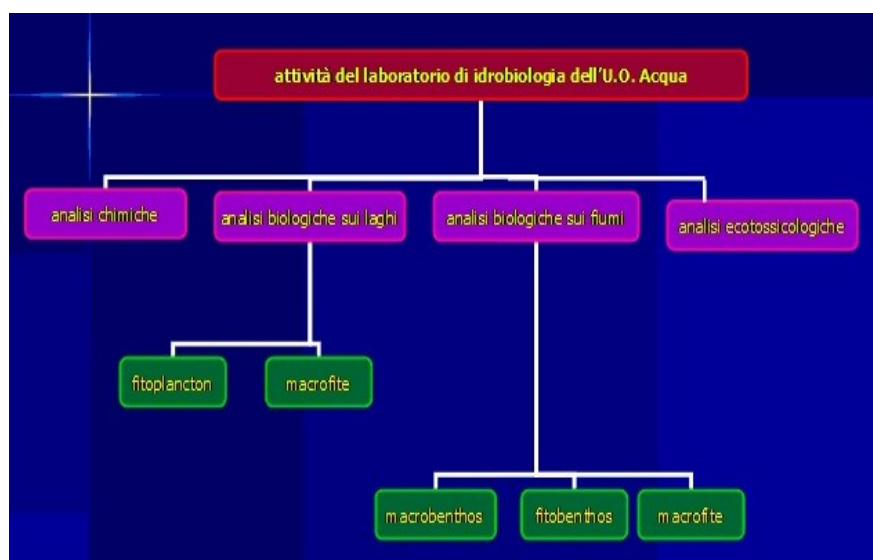 attività del laboratorio di idrobiologia dell'U.O. Acqua
analisi chimiche
analisi biologiche sui laghi
analisi biologiche sui fiumi
analisi ecotossicologiche
fitoplancton
macrofite
macrobenthos
fitobenthos
macrofite